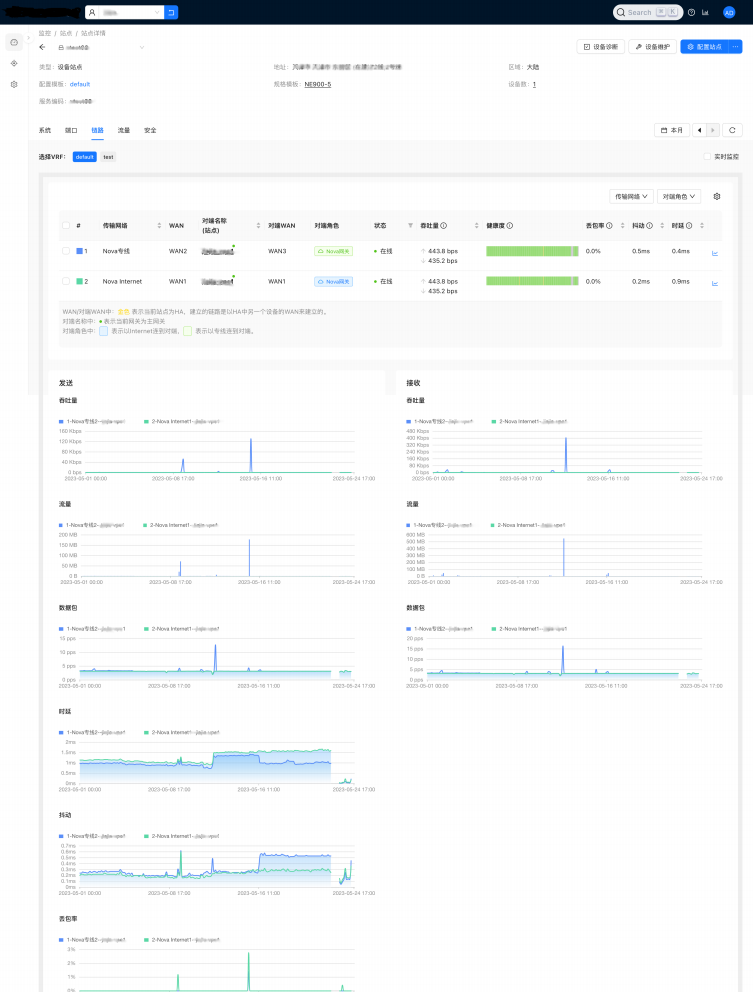 Search ⌘ K
AD
监控 / 站点 / 站点详情
设备诊断
设备维护
配置站点
类型: 设备站点
地址:
区域: 大陆
配置模板: default
规格模板: NE900-5
设备数: 1
服务编码:
系统 端口 链路 流量 安全
本月
选择VRF: default test
实时监控
传输网络
对端角色
# 传输网络 WAN 对端名称(站点) 对端WAN 对端角色 状态 吞吐量 健康度 丢包率 抖动 时延
1 Nova专线 WAN2 WAN3 Nova网关 在线 ↑ 443.8 bps ↓ 435.2 bps 0.0% 0.5ms 0.4ms
2 Nova Internet WAN1 WAN1 Nova网关 在线 ↑ 443.8 bps ↓ 435.2 bps 0.0% 0.2ms 0.9ms
WAN/对端WAN中: 主色 表示当前站点为HA, 建立的链路是以HA中另一个设备的WAN来建立的。
对端名称中: 表示当前网关为主网关
对端角色中: 表示以Internet连到对端, 表示以专线连到对端。
发送
吞吐量
1-Nova专线2- 2-Nova Internet1-
160 Kbps
120 Kbps
80 Kbps
40 Kbps
0 bps
2023-05-01 00:00 2023-05-08 17:00 2023-05-16 11:00 2023-05-24 17:00
流量
1-Nova专线2- 2-Nova Internet1-
200 MB
150 MB
100 MB
50 MB
0 B
2023-05-01 00:00 2023-05-08 17:00 2023-05-16 11:00 2023-05-24 17:00
数据包
1-Nova专线2- 2-Nova Internet1-
15 pps
10 pps
5 pps
0 pps
2023-05-01 00:00 2023-05-08 17:00 2023-05-16 11:00 2023-05-24 17:00
时延
1-Nova专线2- 2-Nova Internet1-
2ms
1.5ms
1ms
0.5ms
0ms
2023-05-01 00:00 2023-05-08 17:00 2023-05-16 11:00 2023-05-24 17:00
抖动
1-Nova专线2- 2-Nova Internet1-
0.7ms
0.6ms
0.5ms
0.4ms
0.3ms
0.2ms
0.1ms
0ms
2023-05-01 00:00 2023-05-08 17:00 2023-05-16 11:00 2023-05-24 17:00
丢包率
1-Nova专线2- 2-Nova Internet1-
3%
2%
1%
0%
接收
吞吐量
1-Nova专线2- 2-Nova Internet1-
480 Kbps
400 Kbps
320 Kbps
240 Kbps
160 Kbps
80 Kbps
0 bps
2023-05-01 00:00 2023-05-08 17:00 2023-05-16 11:00 2023-05-24 17:00
流量
1-Nova专线2- 2-Nova Internet1-
600 MB
500 MB
400 MB
300 MB
200 MB
100 MB
0 B
2023-05-01 00:00 2023-05-08 17:00 2023-05-16 11:00 2023-05-24 17:00
数据包
1-Nova专线2- 2-Nova Internet1-
20 pps
15 pps
10 pps
5 pps
0 pps
2023-05-01 00:00 2023-05-08 17:00 2023-05-16 11:00 2023-05-24 17:00